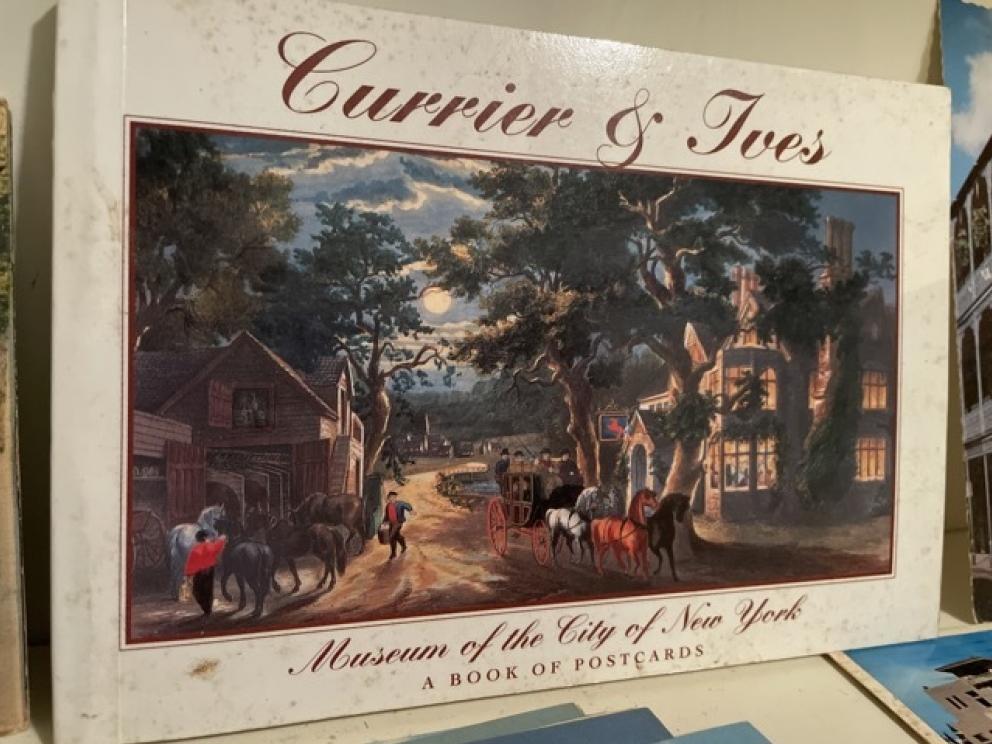 Currier & Ives
Museum of the City of New York
A BOOK OF POSTCARDS